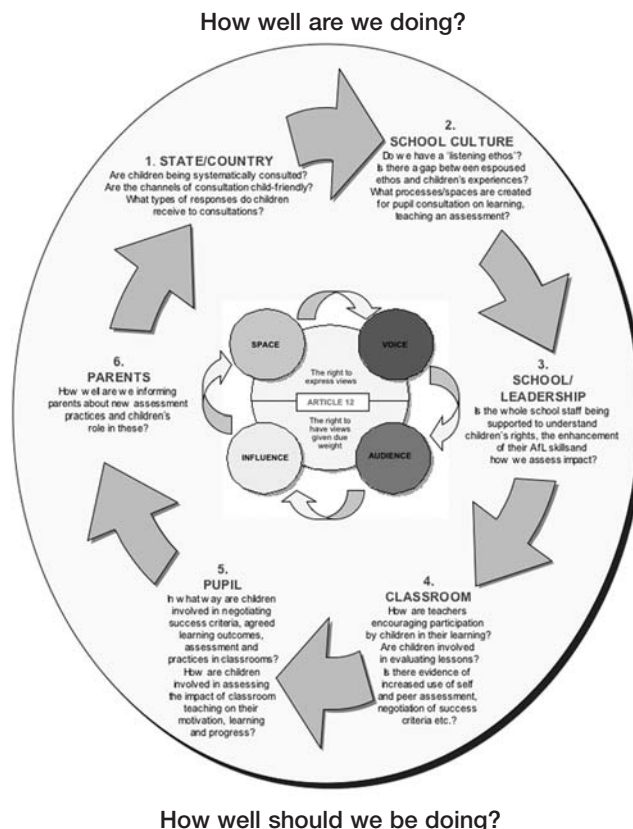 How well are we doing?
1. STATE/COUNTRY
Are children being systematically consulted?
Are the channels of consultation child-friendly?
What types of responses do children
receive to consultations?
2.
SCHOOL CULTURE
Do we have a 'listening ethos'?
Is there a gap between espoused
ethos and children's experiences?
What processes/spaces are created
for pupil consultation on learning,
teaching an assessment?
3.
SCHOOL/
LEADERSHIP
Is the whole school staff being
supported to understand
children's rights, the enhancement
of their AfL skillsand
how we assess impact?
4.
CLASSROOM
How are teachers
encouraging participation
by children in their learning?
Are children involved
in evaluating lessons?
Is there evidence of
increased use of self
and peer assessment,
negotiation of success
criteria etc.?
5.
PUPIL
In what way are children
involved in negotiating
success criteria, agreed
learning outcomes,
assessment and
practices in classrooms?
How are children
involved in assessing
the impact of classroom
teaching on their
motivation, learning
and progress?
6.
PARENTS
How well are we informing
parents about new assessment
practices and children's
role in these?
SPACE
VOICE
The right to
express views
ARTICLE 12
The right to
have views
given due
weight
INFLUENCE
AUDIENCE
How well should we be doing?